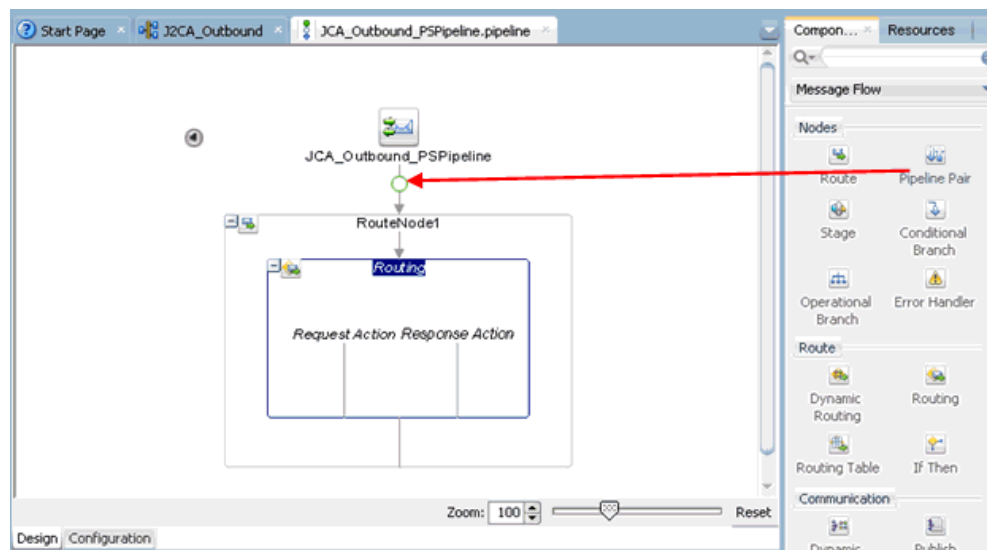 Start Page
J2CA_Outbound
JCA_Outbound_PSPipeline.pipeline
Compon...
Resources
Message Flow
Nodes
Route
Pipeline Pair
Stage
Conditional
Branch
Operational
Branch
Error Handler
Route
Dynamic
Routing
Routing
Routing Table
If Then
Communication
Dynamic
Publish
JCA_Outbound_PSPipeline
RouteNode1
Routing
Request Action
Response Action
Zoom: 100
Reset
Design
Configuration